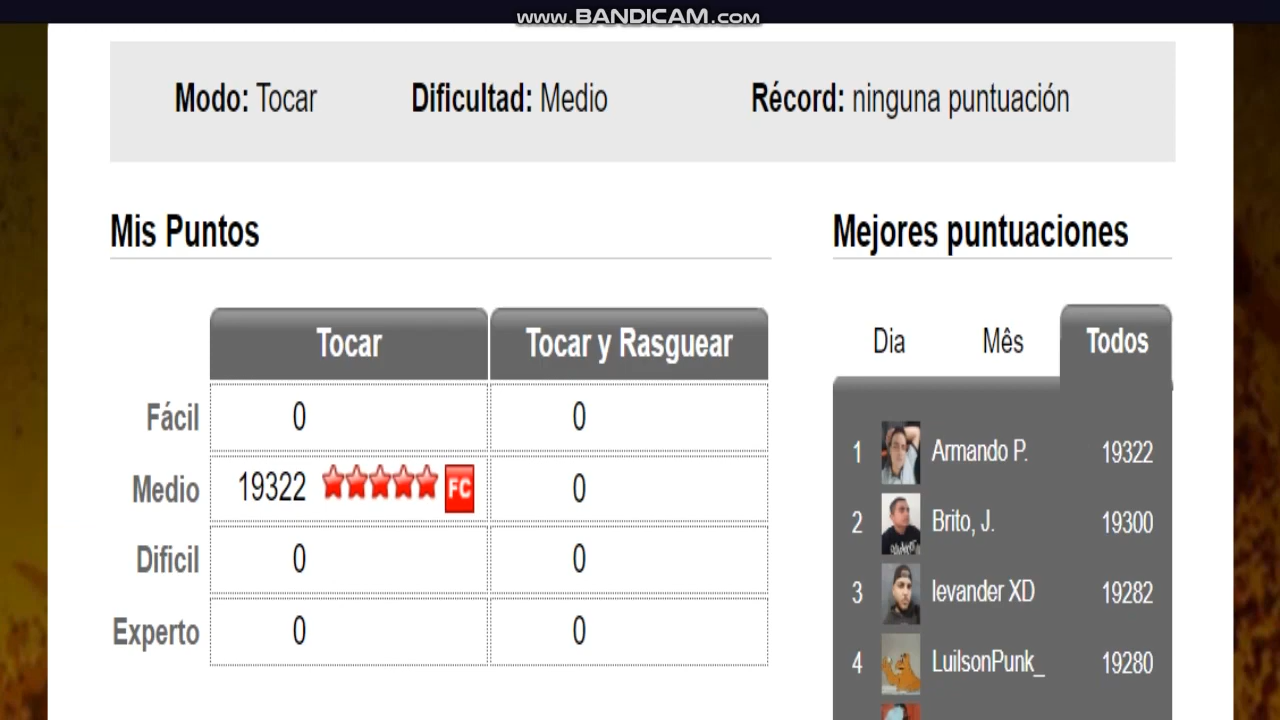 www.BANDICAM.com
Modo: Tocar Dificultad: Medio Récord: ninguna puntuación
Mis Puntos
Tocar Tocar y Rasguear
Fácil 0 0
Medio 19322 FC 0
Dificil 0 0
Experto 0 0
Mejores puntuaciones
Dia Mês Todos
1 Armando P. 19322
2 Brito, J. 19300
3 levander XD 19282
4 LuilsonPunk_ 19280